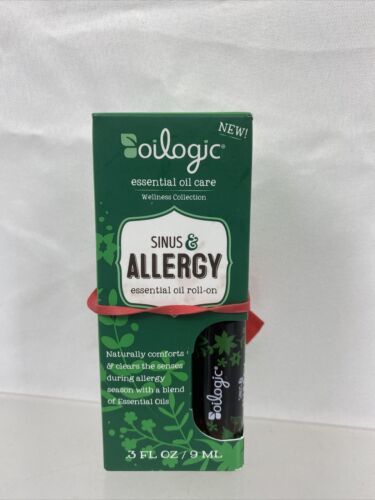 NEW!
oilogic®
essential oil care
Wellness Collection
SINUS &
ALLERGY
essential oil roll-on
Naturally comforts
& clears the senses
during allergy
season with a blend
of Essential Oils
oilogic
.3 FL OZ / 9 ML